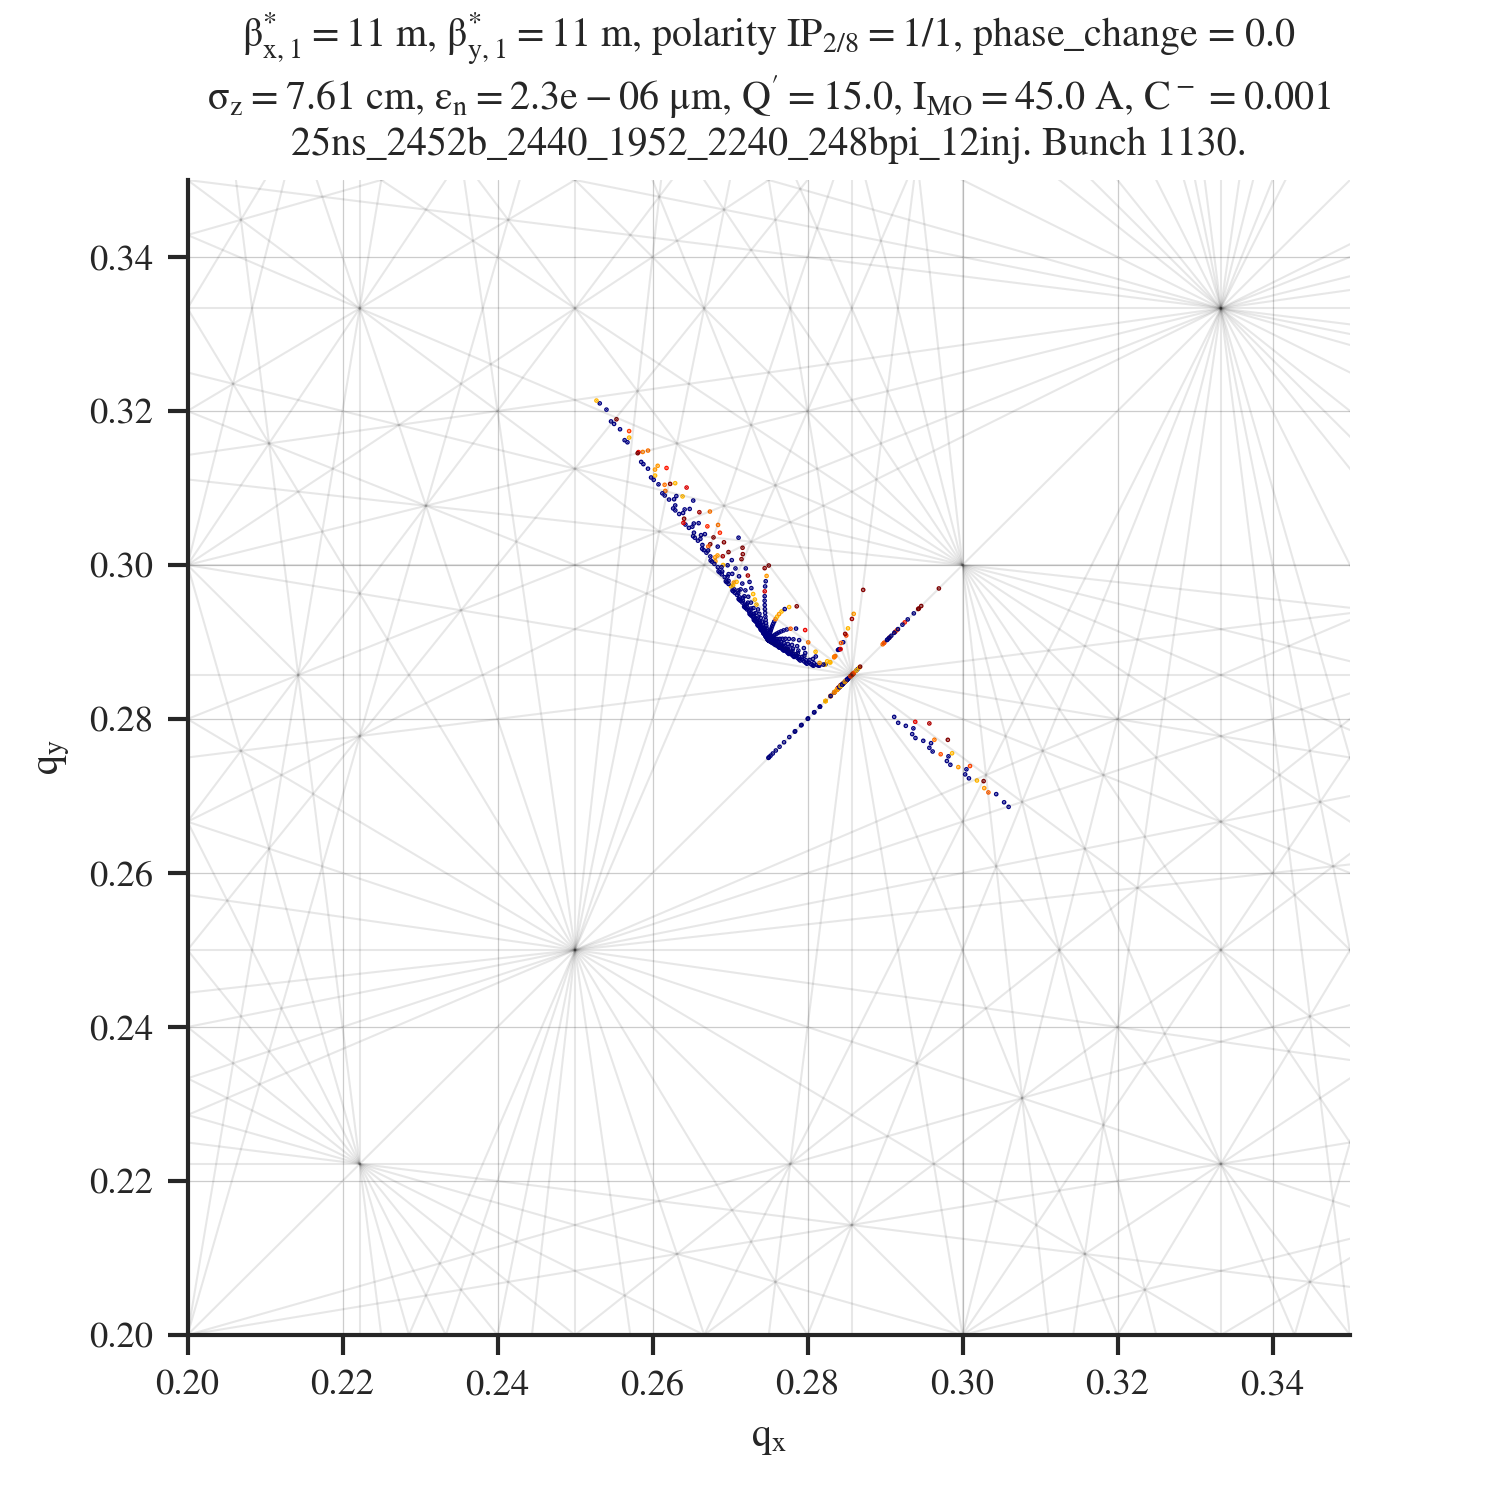 β*x, 1 = 11 m, β*y, 1 = 11 m, polarity IP2/8 = 1/1, phase_change = 0.0
σz = 7.61 cm, εn = 2.3e − 06 μm, Q′ = 15.0, IMO = 45.0 A, C− = 0.001
25ns_2452b_2440_1952_2240_248bpi_12inj. Bunch 1130.
0.34
0.32
0.30
0.28
qy
0.26
0.24
0.22
0.20
0.20 0.22 0.24 0.26 0.28 0.30 0.32 0.34
qx